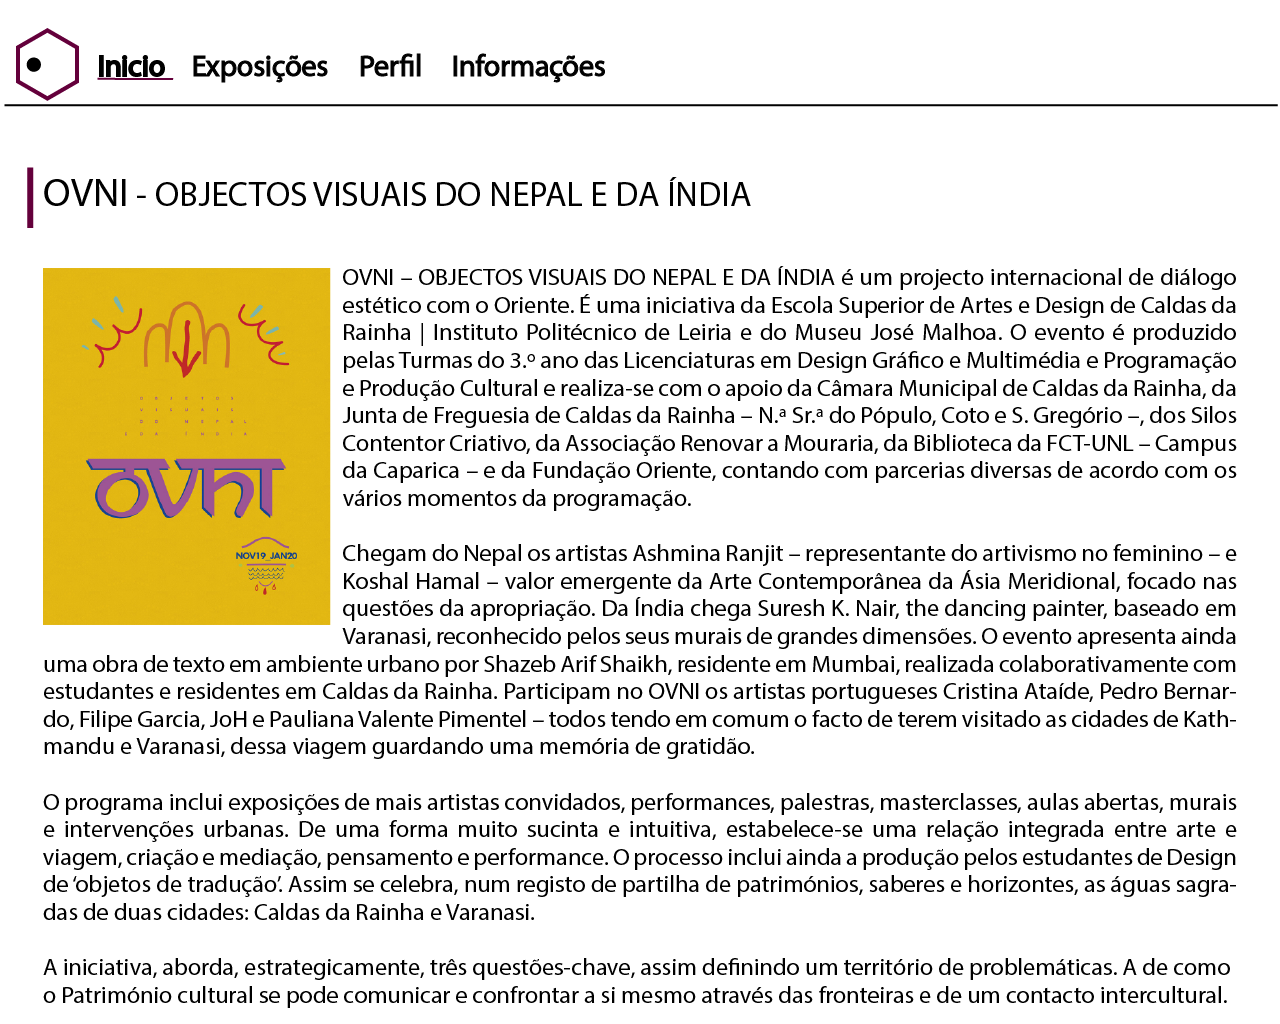 Inicio Exposições Perfil Informações
OVNI - OBJECTOS VISUAIS DO NEPAL E DA ÍNDIA
OBJETOS
VISUAIS
DO NEPAL
E DA INDIA
OVNI
NOV19 JAN20
OVNI – OBJECTOS VISUAIS DO NEPAL E DA ÍNDIA é um projecto internacional de diálogo
estético com o Oriente. É uma iniciativa da Escola Superior de Artes e Design de Caldas da
Rainha | Instituto Politécnico de Leiria e do Museu José Malhoa. O evento é produzido
pelas Turmas do 3.º ano das Licenciaturas em Design Gráfico e Multimédia e Programação
e Produção Cultural e realiza-se com o apoio da Câmara Municipal de Caldas da Rainha, da
Junta de Freguesia de Caldas da Rainha – N.ª Sr.ª do Pópulo, Coto e S. Gregório –, dos Silos
Contentor Criativo, da Associação Renovar a Mouraria, da Biblioteca da FCT-UNL – Campus
da Caparica – e da Fundação Oriente, contando com parcerias diversas de acordo com os
vários momentos da programação.
Chegam do Nepal os artistas Ashmina Ranjit – representante do artivismo no feminino – e
Koshal Hamal – valor emergente da Arte Contemporânea da Ásia Meridional, focado nas
questões da apropriação. Da Índia chega Suresh K. Nair, the dancing painter, baseado em
Varanasi, reconhecido pelos seus murais de grandes dimensões. O evento apresenta ainda
uma obra de texto em ambiente urbano por Shazeb Arif Shaikh, residente em Mumbai, realizada colaborativamente com
estudantes e residentes em Caldas da Rainha. Participam no OVNI os artistas portugueses Cristina Ataíde, Pedro Bernar-
do, Filipe Garcia, JoH e Pauliana Valente Pimentel – todos tendo em comum o facto de terem visitado as cidades de Kath-
mandu e Varanasi, dessa viagem guardando uma memória de gratidão.
O programa inclui exposições de mais artistas convidados, performances, palestras, masterclasses, aulas abertas, murais
e intervenções urbanas. De uma forma muito sucinta e intuitiva, estabelece-se uma relação integrada entre arte e
viagem, criação e mediação, pensamento e performance. O processo inclui ainda a produção pelos estudantes de Design
de ‘objetos de tradução’. Assim se celebra, num registo de partilha de patrimónios, saberes e horizontes, as águas sagra-
das de duas cidades: Caldas da Rainha e Varanasi.
A iniciativa, aborda, estrategicamente, três questões-chave, assim definindo um território de problemáticas. A de como
o Património cultural se pode comunicar e confrontar a si mesmo através das fronteiras e de um contacto intercultural.